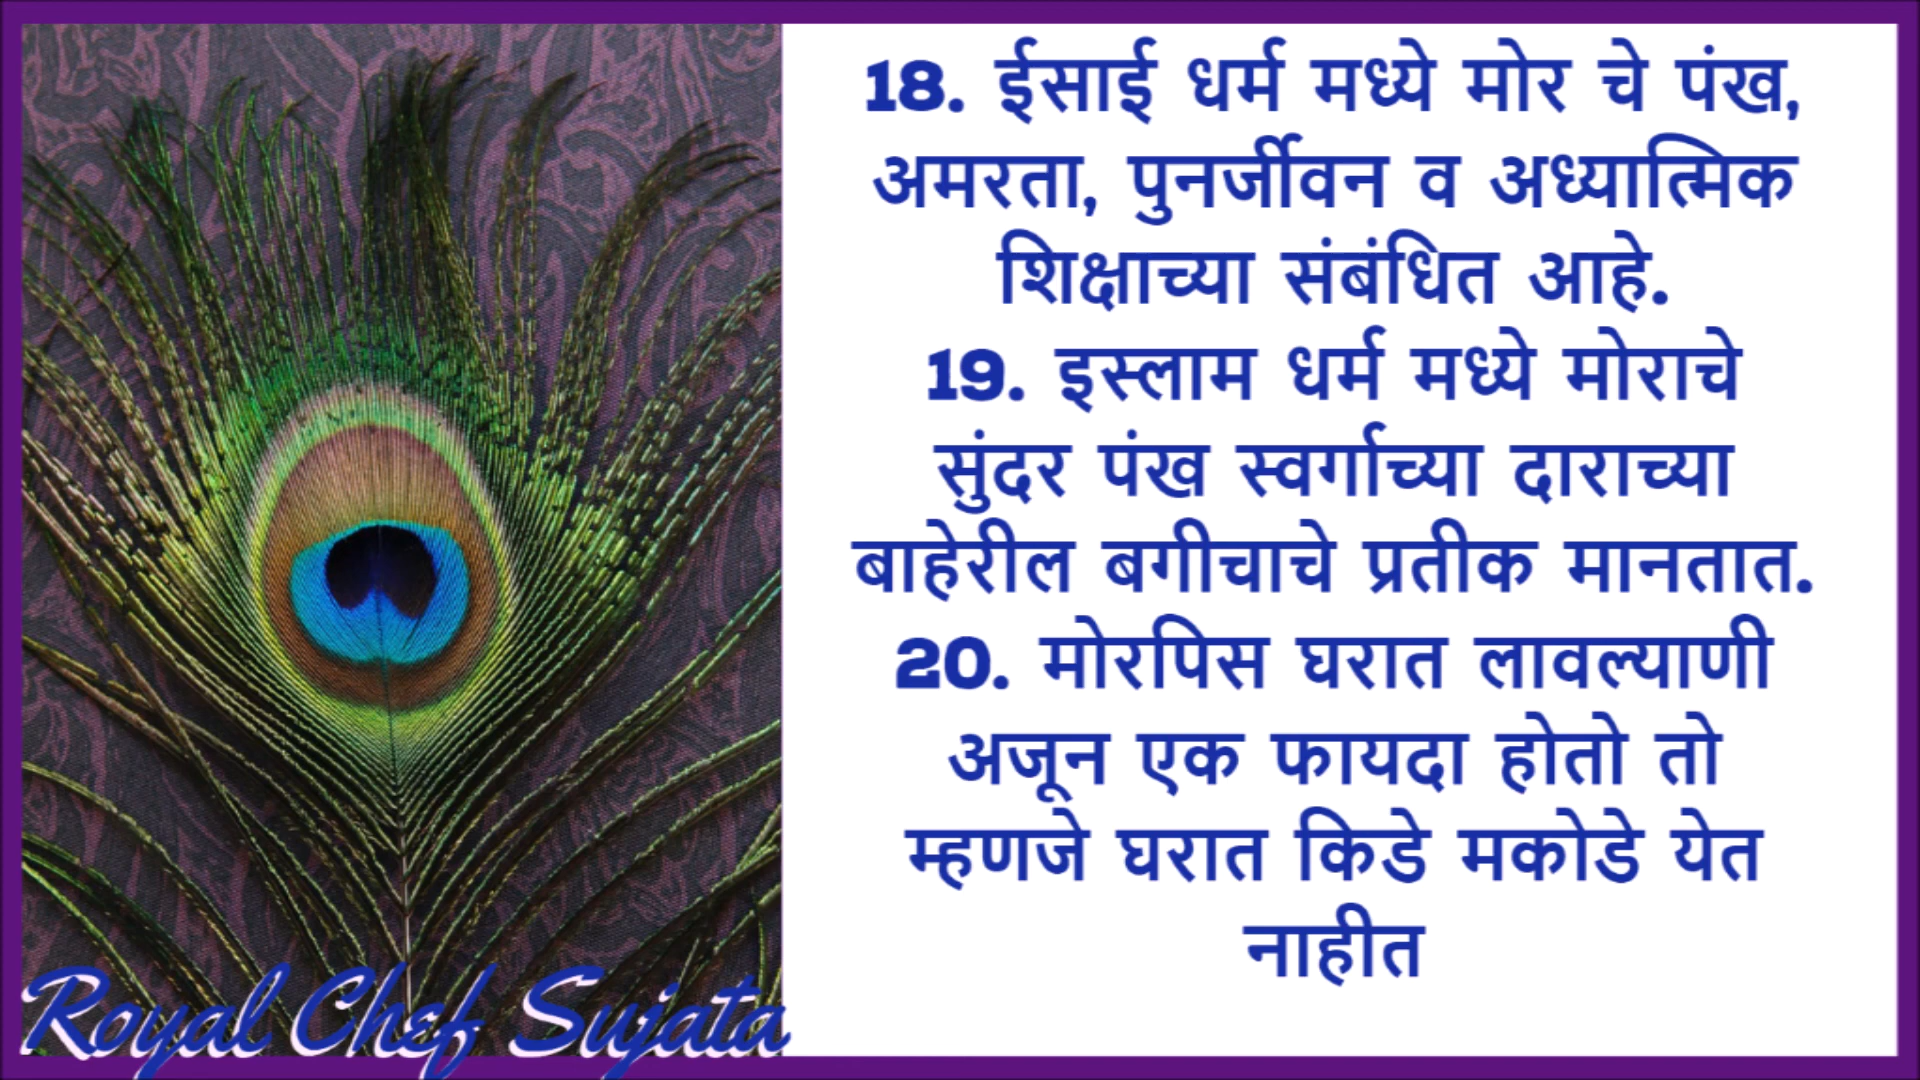 18. ईसाई धर्म मध्ये मोर चे पंख,
अमरता, पुनर्जीवन व अध्यात्मिक
शिक्षाच्या संबंधित आहे.
19. इस्लाम धर्म मध्ये मोराचे
सुंदर पंख स्वर्गाच्या दाराच्या
बाहेरील बगीचाचे प्रतीक मानतात.
20. मोरपिस घरात लावल्याणी
अजून एक फायदा होतो तो
म्हणजे घरात किडे मकोडे येत
नाहीत
Royal Chef Sujata